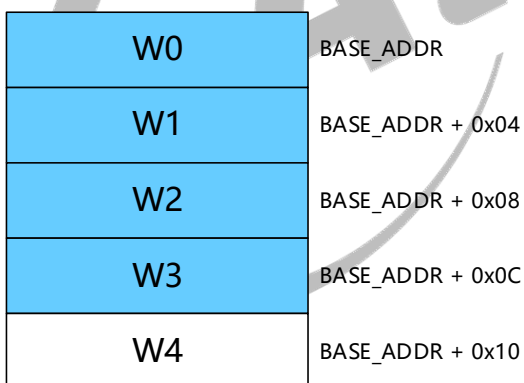 W0 BASE_ADDR
W1 BASE_ADDR + 0x04
W2 BASE_ADDR + 0x08
W3 BASE_ADDR + 0x0C
W4 BASE_ADDR + 0x10